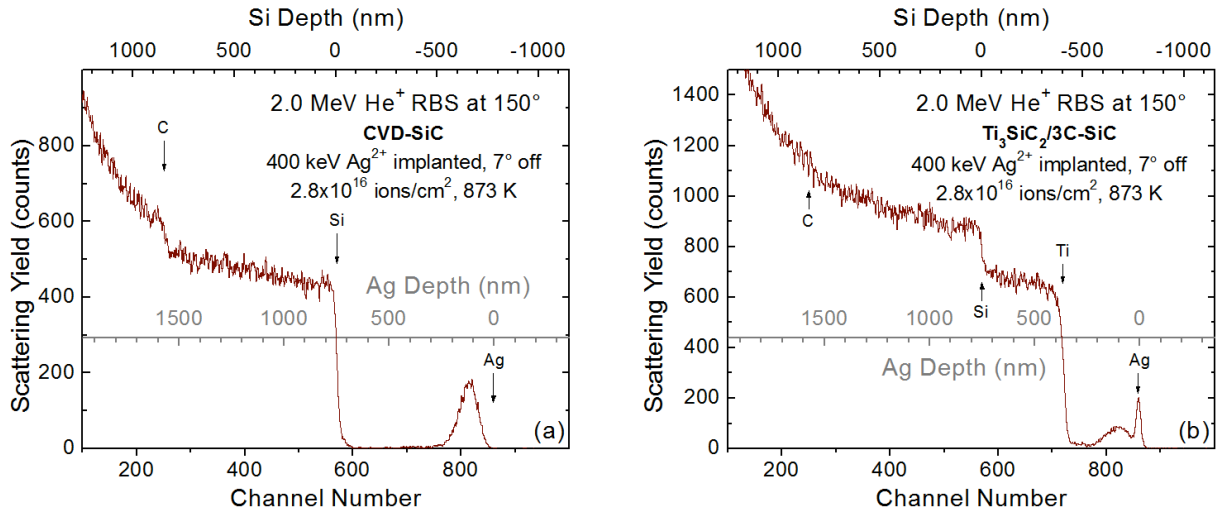 Si Depth (nm)
1000 500 0 -500 -1000
2.0 MeV He⁺ RBS at 150°
CVD-SiC
400 keV Ag²⁺ implanted, 7° off
2.8x10¹⁶ ions/cm², 873 K
C
Si
Ag Depth (nm)
1500 1000 500 0
Ag
(a)
800
600
400
200
0
Scattering Yield (counts)
200 400 600 800
Channel Number
Si Depth (nm)
1000 500 0 -500 -1000
2.0 MeV He⁺ RBS at 150°
Ti₃SiC₂/3C-SiC
400 keV Ag²⁺ implanted, 7° off
2.8x10¹⁶ ions/cm², 873 K
C
Ti
Si
1500 1000 500 0
Ag Depth (nm)
Ag
(b)
1400
1200
1000
800
600
400
200
0
Scattering Yield (counts)
200 400 600 800
Channel Number